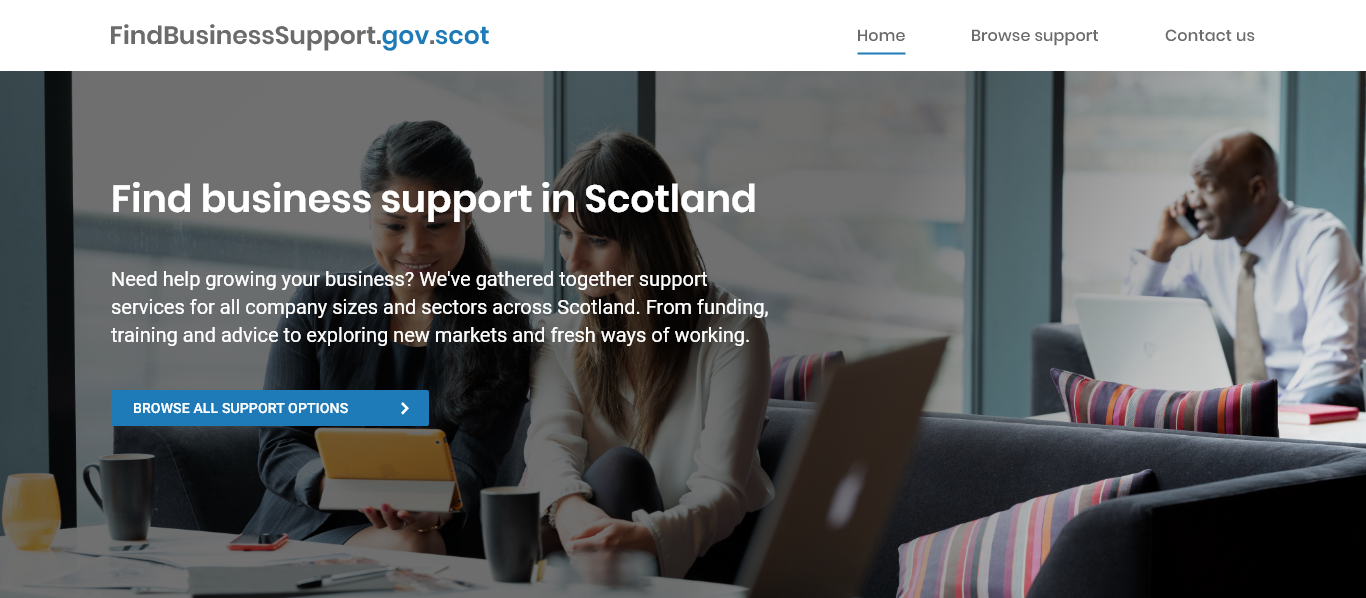 FindBusinessSupport.gov.scot
Home
Browse support
Contact us
Find business support in Scotland
Need help growing your business? We've gathered together support
services for all company sizes and sectors across Scotland. From funding,
training and advice to exploring new markets and fresh ways of working.
BROWSE ALL SUPPORT OPTIONS